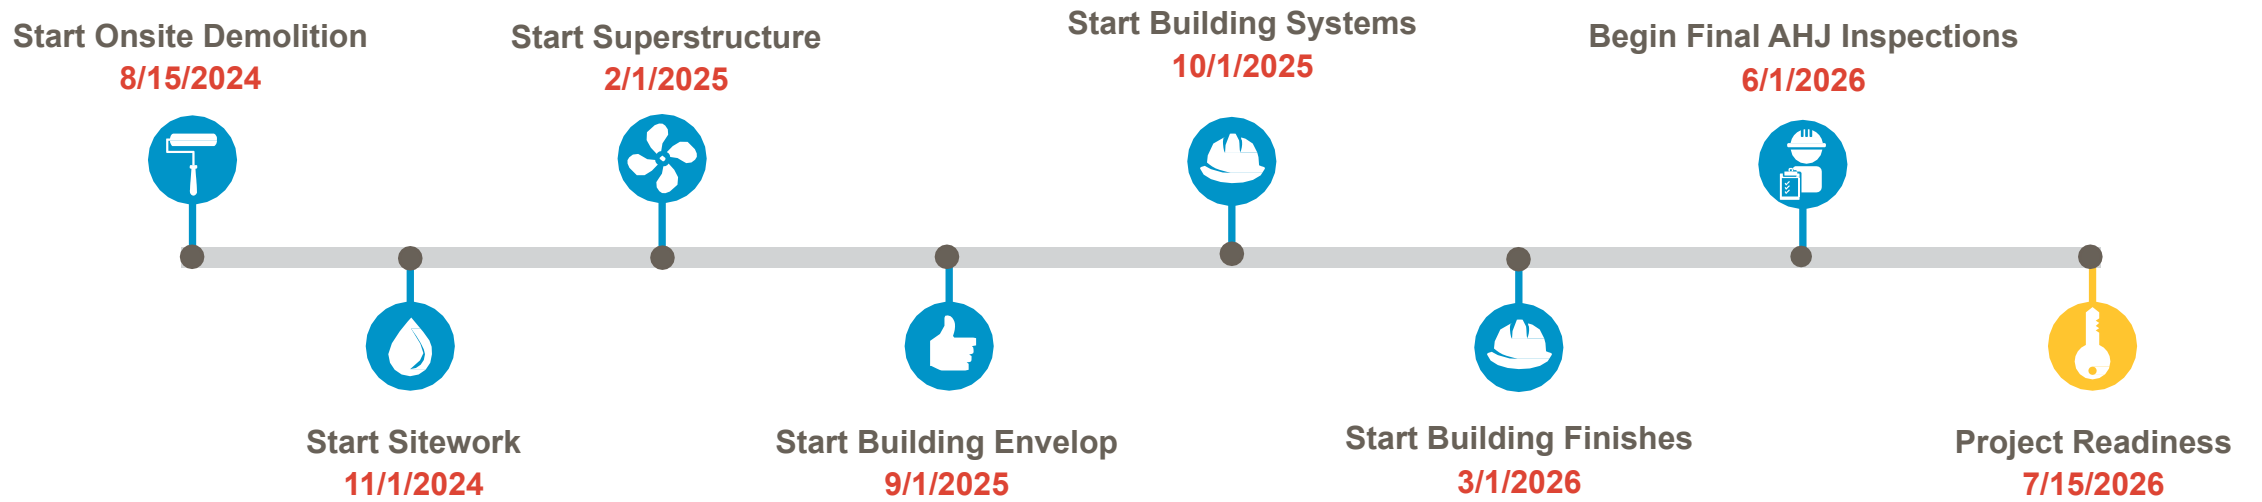 Start Onsite Demolition
8/15/2024
Start Sitework
11/1/2024
Start Superstructure
2/1/2025
Start Building Envelop
9/1/2025
Start Building Systems
10/1/2025
Start Building Finishes
3/1/2026
Begin Final AHJ Inspections
6/1/2026
Project Readiness
7/15/2026